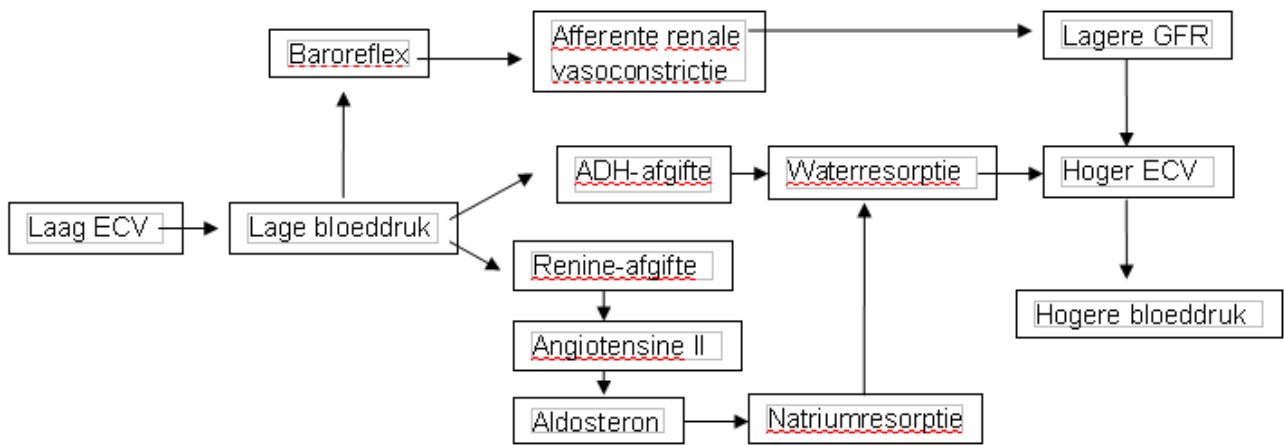 Baroreflex
Afferente renale
vasoconstrictie
Lagere GFR
ADH-afgifte
Waterresorptie
Hoger ECV
Laag ECV
Lage bloeddruk
Renine-afgifte
Hogere bloeddruk
Angiotensine II
Aldosteron
Natriumresorptie